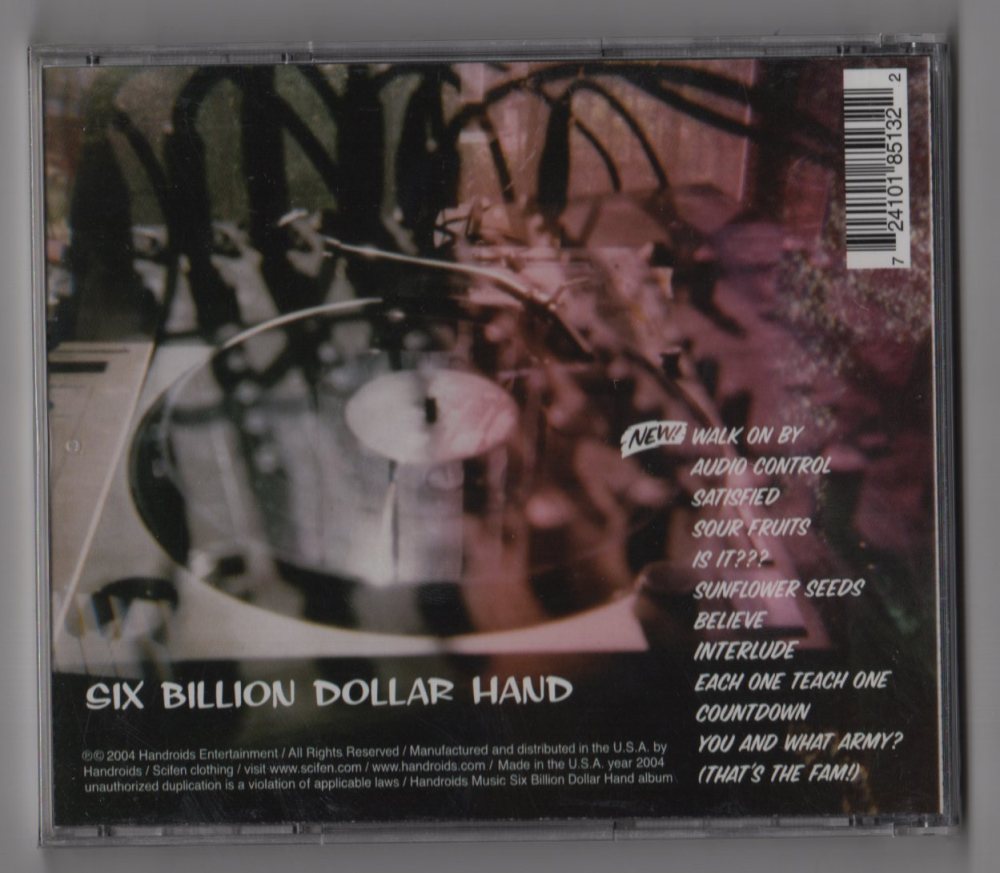 7 24101 85132 2
NEW! WALK ON BY
AUDIO CONTROL
SATISFIED
SOUR FRUITS
IS IT???
SUNFLOWER SEEDS
BELIEVE
INTERLUDE
EACH ONE TEACH ONE
COUNTDOWN
YOU AND WHAT ARMY?
(THAT'S THE FAM!)
SIX BILLION DOLLAR HAND
℗© 2004 Handroids Entertainment / All Rights Reserved / Manufactured and distributed in the U.S.A. by
Handroids / Scifen clothing / visit www.scifen.com / www.handroids.com / Made in the U.S.A. year 2004
unauthorized duplication is a violation of applicable laws / Handroids Music Six Billion Dollar Hand album